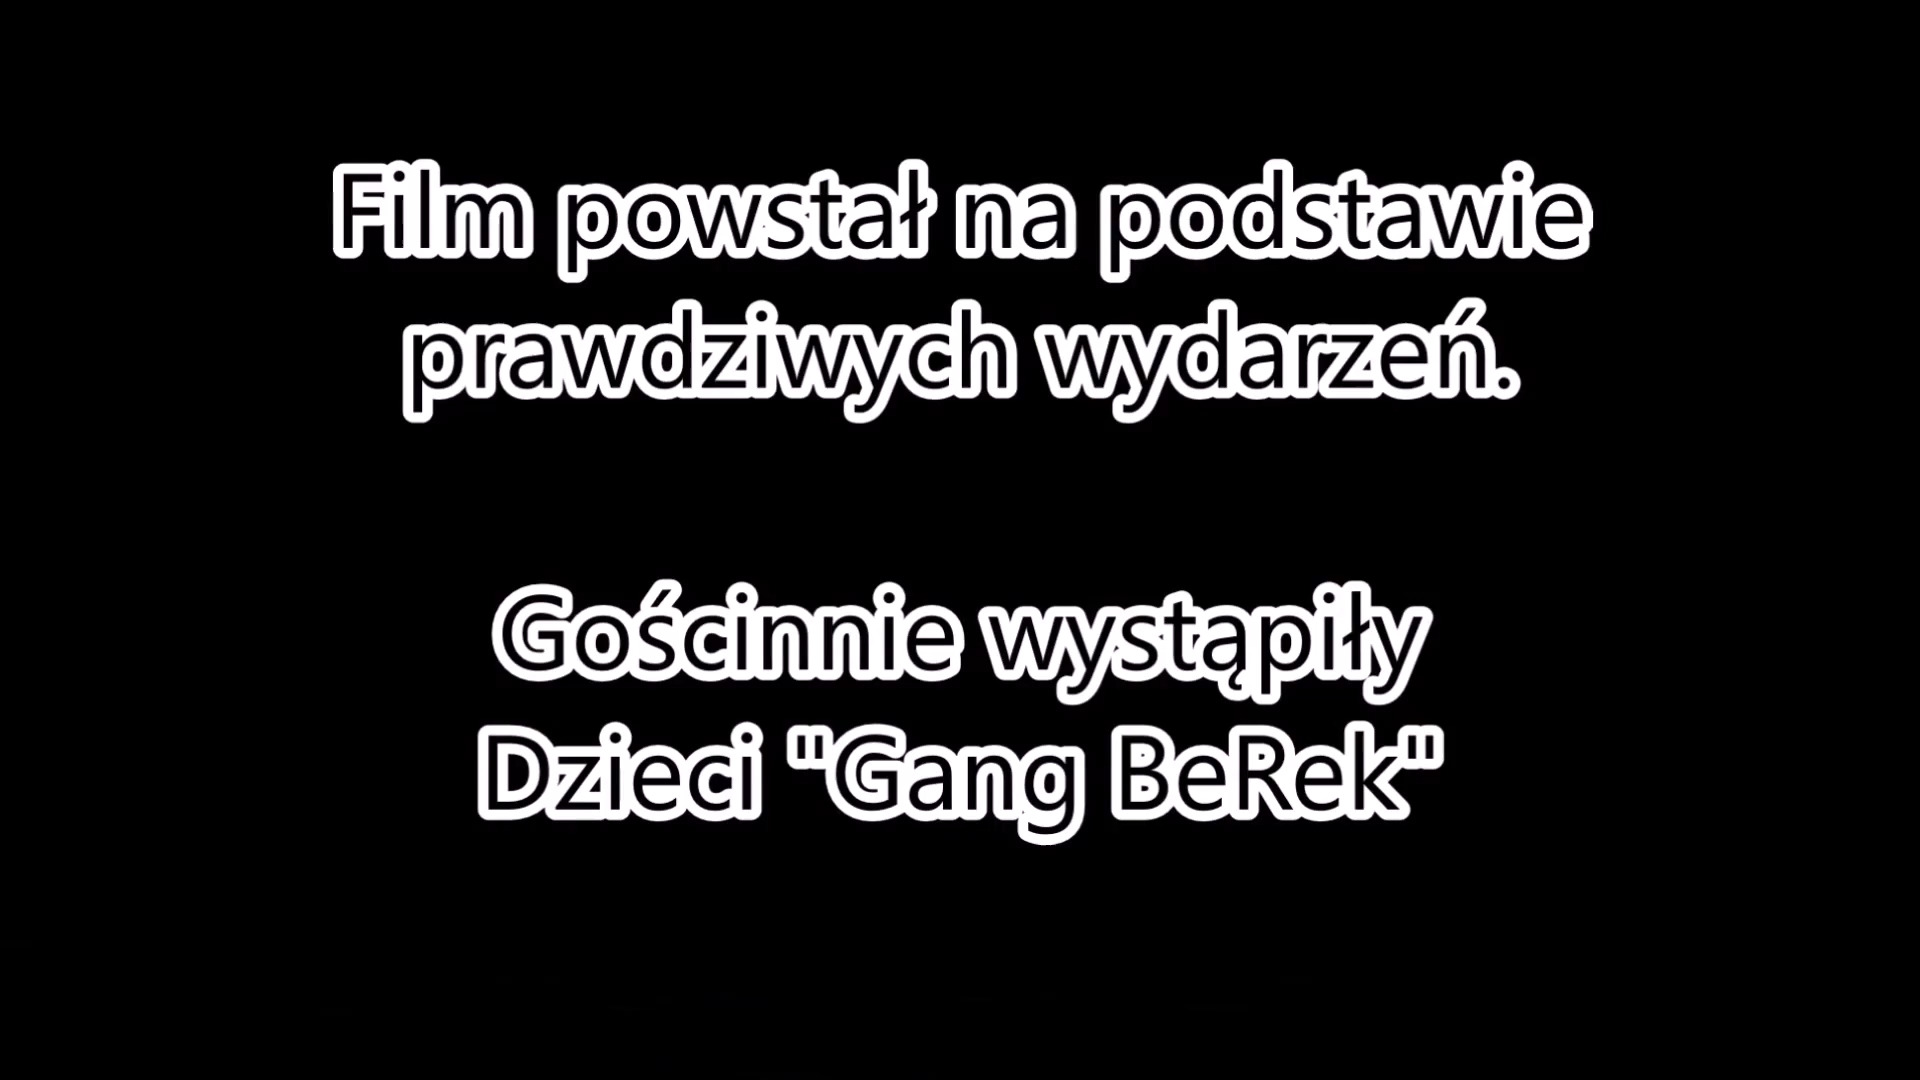 Film powstał na podstawie
prawdziwych wydarzeń.
Gościnnie wystąpiły
Dzieci "Gang BeRek"